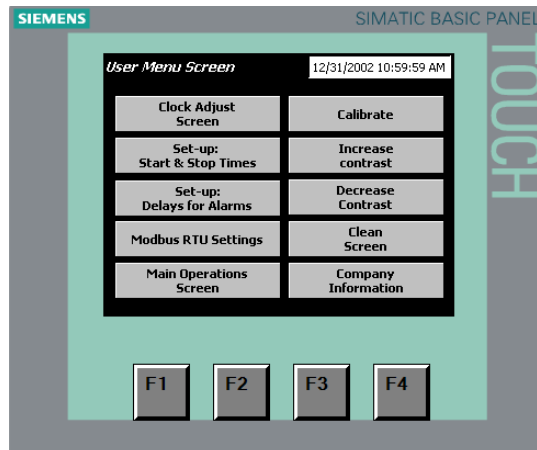 SIEMENS
SIMATIC BASIC PANEL
TOUCH
User Menu Screen
12/31/2002 10:59:59 AM
Clock Adjust
Screen
Calibrate
Set-up:
Start & Stop Times
Increase
contrast
Set-up:
Delays for Alarms
Decrease
Contrast
Modbus RTU Settings
Clean
Screen
Main Operations
Screen
Company
Information
F1
F2
F3
F4